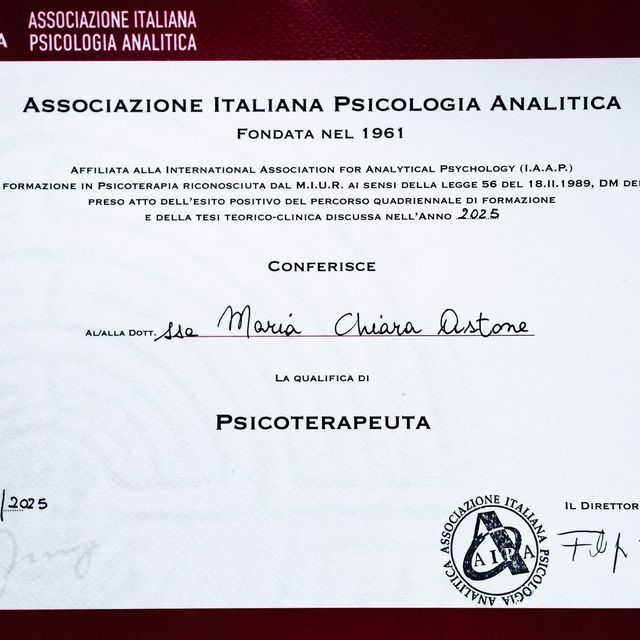 A
ASSOCIAZIONE ITALIANA
PSICOLOGIA ANALITICA
ASSOCIAZIONE ITALIANA PSICOLOGIA ANALITICA
FONDATA NEL 1961
AFFILIATA ALLA INTERNATIONAL ASSOCIATION FOR ANALYTICAL PSYCHOLOGY (I.A.A.P.)
FORMAZIONE IN PSICOTERAPIA RICONOSCIUTA DAL M.I.U.R. AI SENSI DELLA LEGGE 56 DEL 18.II.1989, DM DE
PRESO ATTO DELL'ESITO POSITIVO DEL PERCORSO QUADRIENNALE DI FORMAZIONE
E DELLA TESI TEORICO-CLINICA DISCUSSA NELL'ANNO 2025
CONFERISCE
AL/ALLA DOTT. ssa Maria Chiara Astone
LA QUALIFICA DI
PSICOTERAPEUTA
/2025
IL DIRETTOR
ASSOCIAZIONE ITALIANA PSICOLOGIA ANALITICA
AIPA